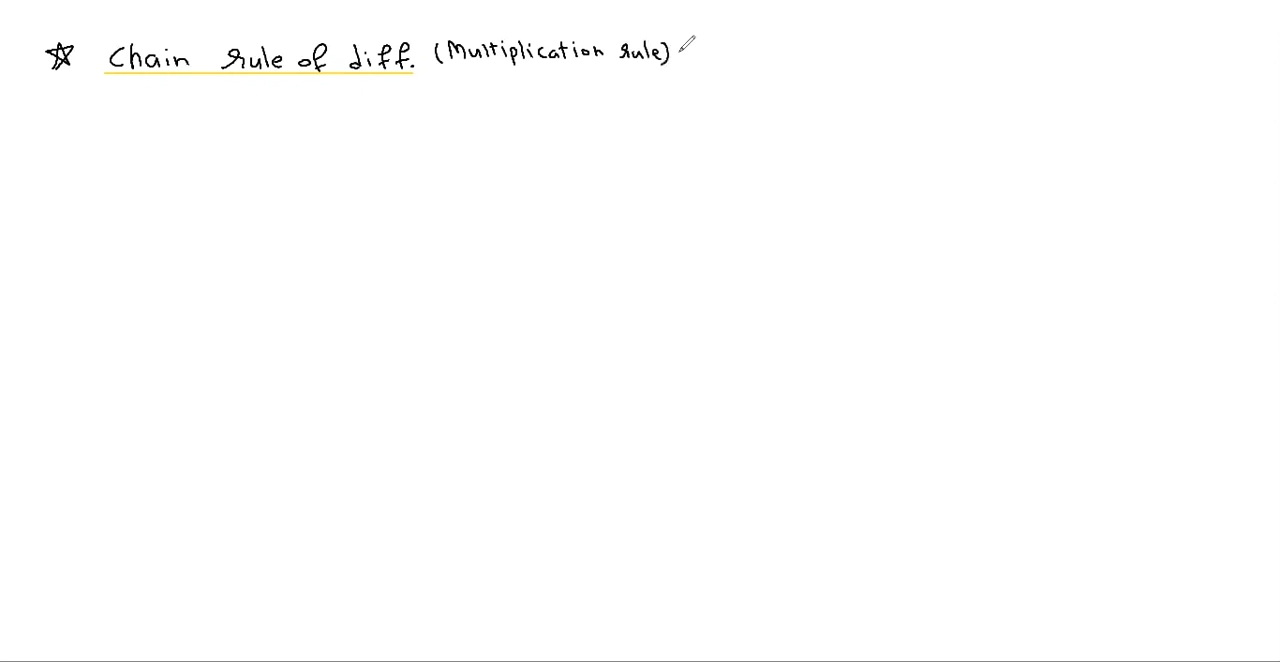 ☆ Chain rule of diff. (Multiplication rule)